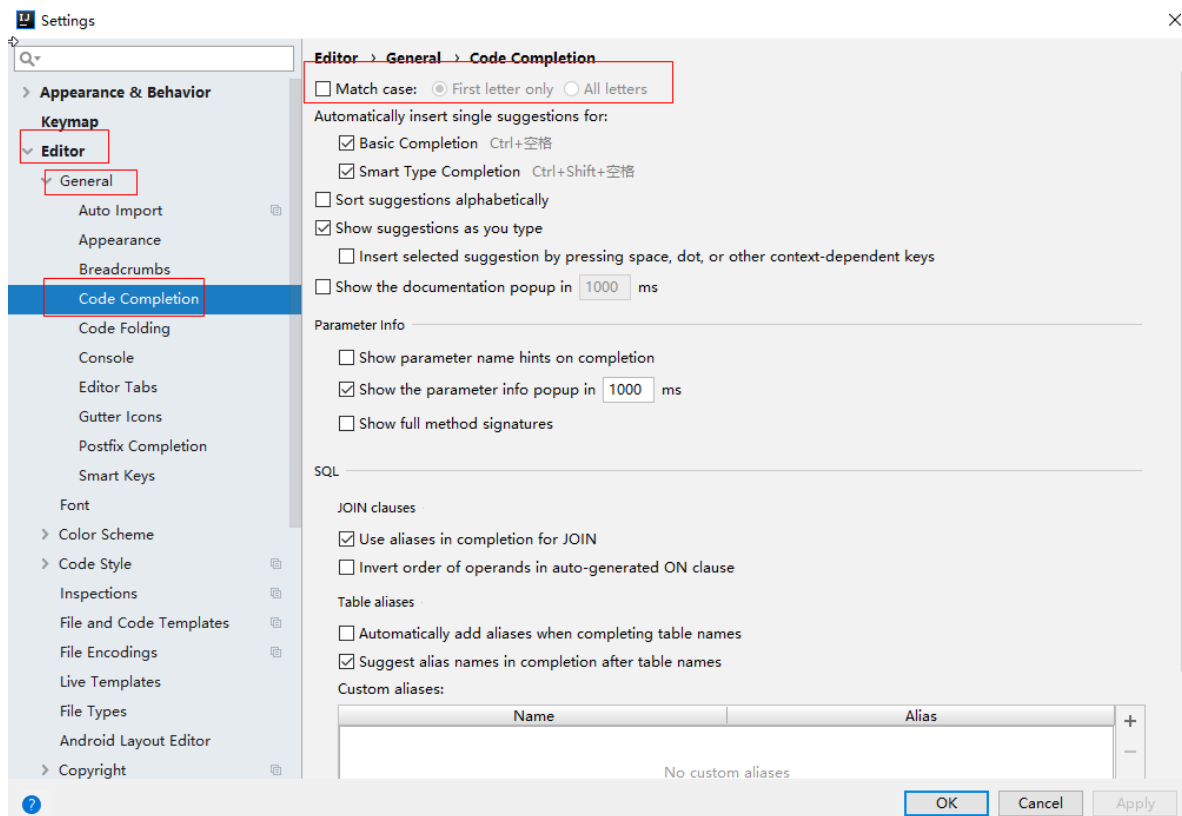 Settings
Appearance & Behavior
Keymap
Editor
General
Auto Import
Appearance
Breadcrumbs
Code Completion
Code Folding
Console
Editor Tabs
Gutter Icons
Postfix Completion
Smart Keys
Font
Color Scheme
Code Style
Inspections
File and Code Templates
File Encodings
Live Templates
File Types
Android Layout Editor
Copyright
Editor › General › Code Completion
Match case: First letter only All letters
Automatically insert single suggestions for:
Basic Completion Ctrl+空格
Smart Type Completion Ctrl+Shift+空格
Sort suggestions alphabetically
Show suggestions as you type
Insert selected suggestion by pressing space, dot, or other context-dependent keys
Show the documentation popup in 1000 ms
Parameter Info
Show parameter name hints on completion
Show the parameter info popup in 1000 ms
Show full method signatures
SQL
JOIN clauses
Use aliases in completion for JOIN
Invert order of operands in auto-generated ON clause
Table aliases
Automatically add aliases when completing table names
Suggest alias names in completion after table names
Custom aliases:
Name Alias
No custom aliases
OK Cancel Apply